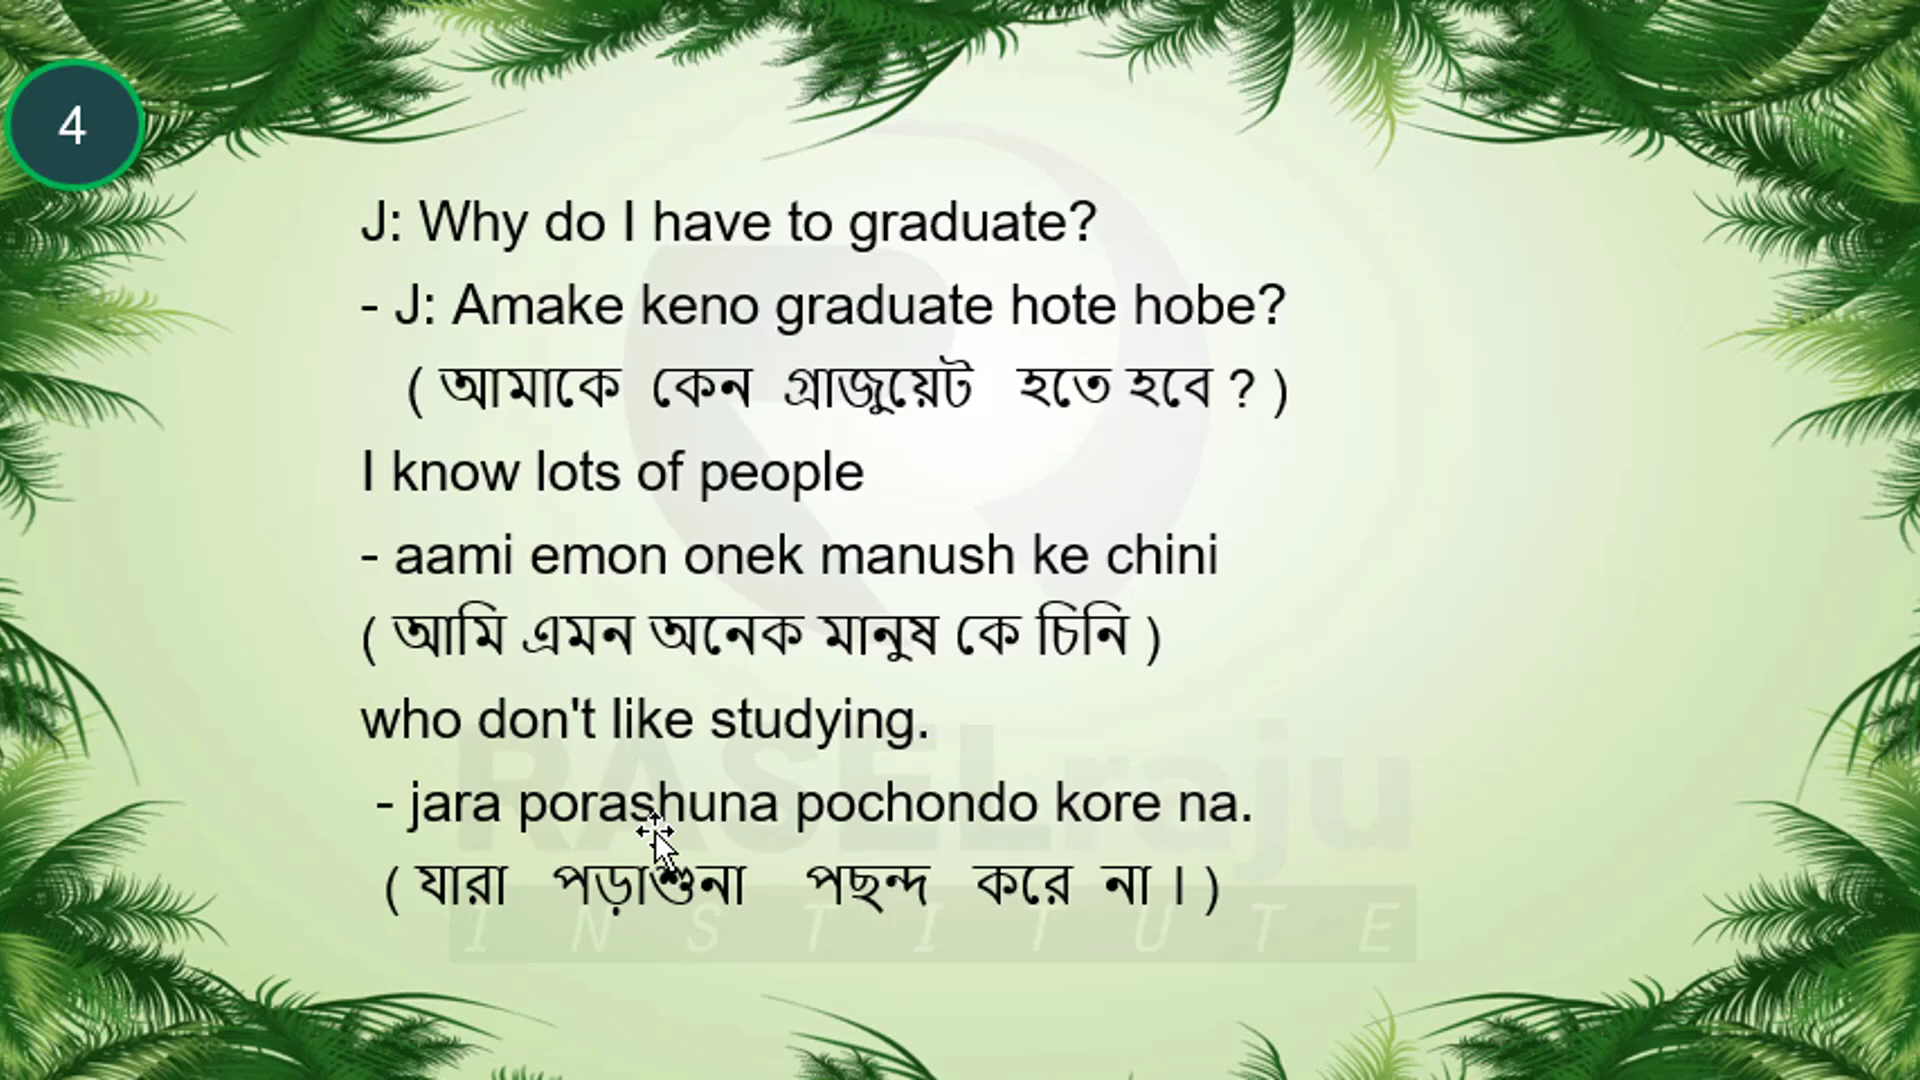 4
J: Why do I have to graduate?
- J: Amake keno graduate hote hobe?
( আমাকে কেন গ্রাজুয়েট হতে হবে ? )
I know lots of people
- aami emon onek manush ke chini
( আমি এমন অনেক মানুষ কে চিনি )
who don't like studying.
- jara porashuna pochondo kore na.
( যারা পড়াশুনা পছন্দ করে না । )
RASELraju
INSTITUTE